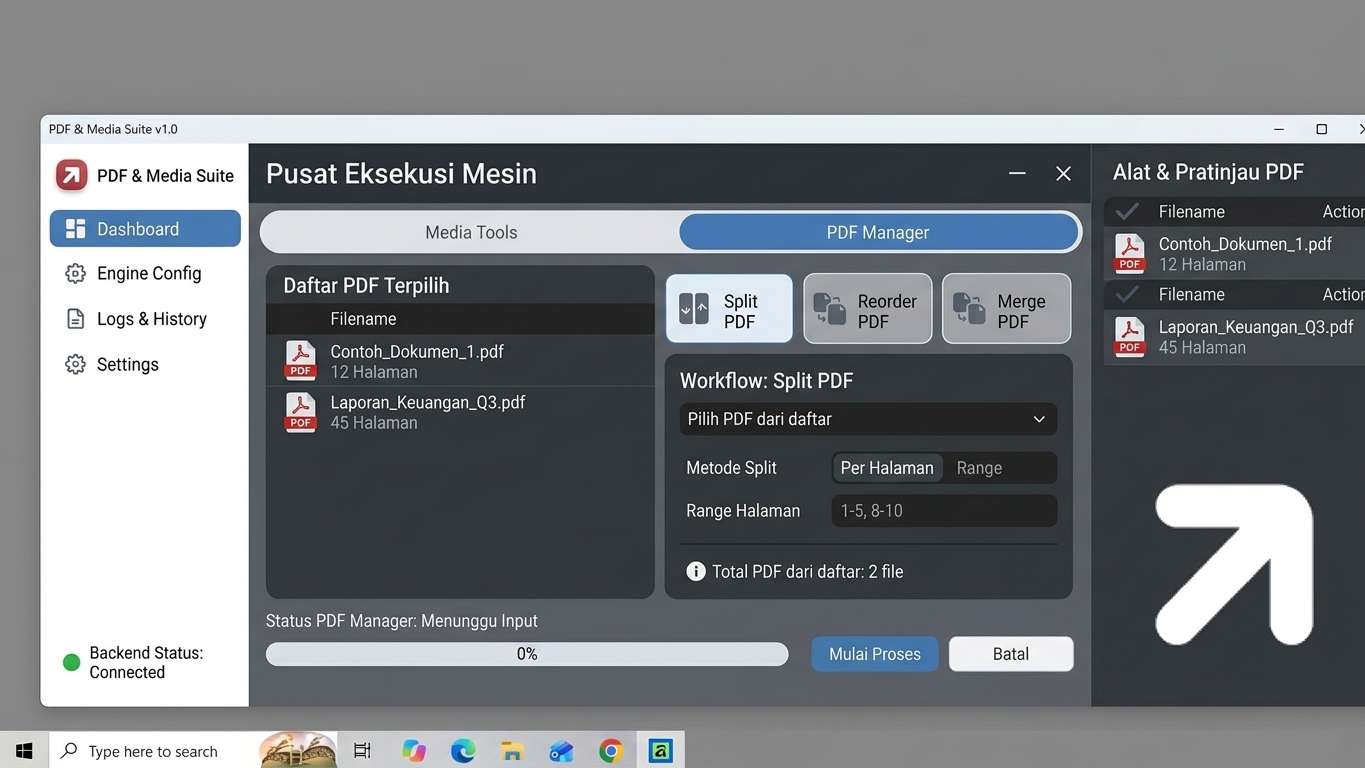 PDF & Media Suite v1.0
PDF & Media Suite
Dashboard
Engine Config
Logs & History
Settings
Backend Status:
Connected
Pusat Eksekusi Mesin
Media Tools
PDF Manager
Daftar PDF Terpilih
Filename
PDF
Contoh_Dokumen_1.pdf
12 Halaman
PDF
Laporan_Keuangan_Q3.pdf
45 Halaman
Split
PDF
Reorder
PDF
Merge
PDF
Workflow: Split PDF
Pilih PDF dari daftar
Metode Split
Per Halaman
Range
Range Halaman
1-5, 8-10
Total PDF dari daftar: 2 file
Status PDF Manager: Menunggu Input
0%
Mulai Proses
Batal
Alat & Pratinjau PDF
Filename
Action
PDF
Contoh_Dokumen_1.pdf
12 Halaman
Filename
Action
PDF
Laporan_Keuangan_Q3.pdf
45 Halaman
Type here to search
a